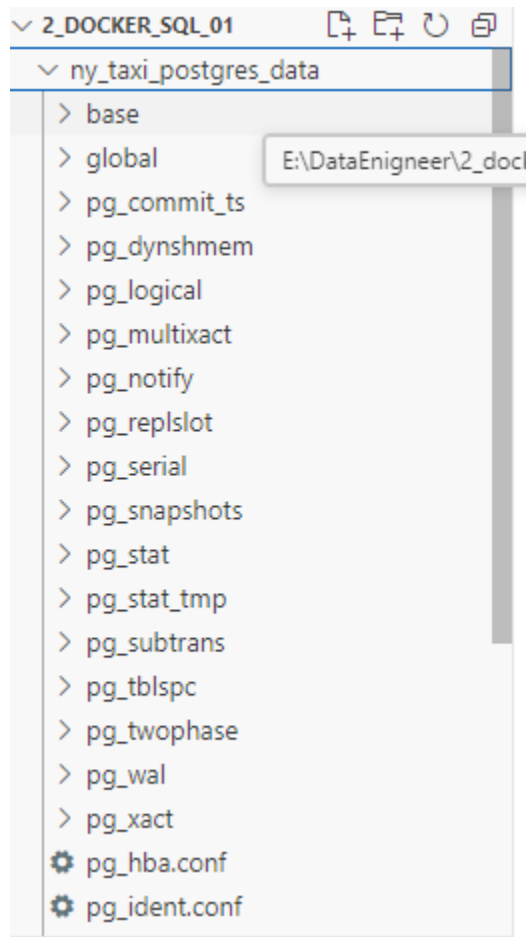 2_DOCKER_SQL_01
ny_taxi_postgres_data
base
global
E:\DataEnigneer\2_dock
pg_commit_ts
pg_dynshmem
pg_logical
pg_multixact
pg_notify
pg_replslot
pg_serial
pg_snapshots
pg_stat
pg_stat_tmp
pg_subtrans
pg_tblspc
pg_twophase
pg_wal
pg_xact
pg_hba.conf
pg_ident.conf